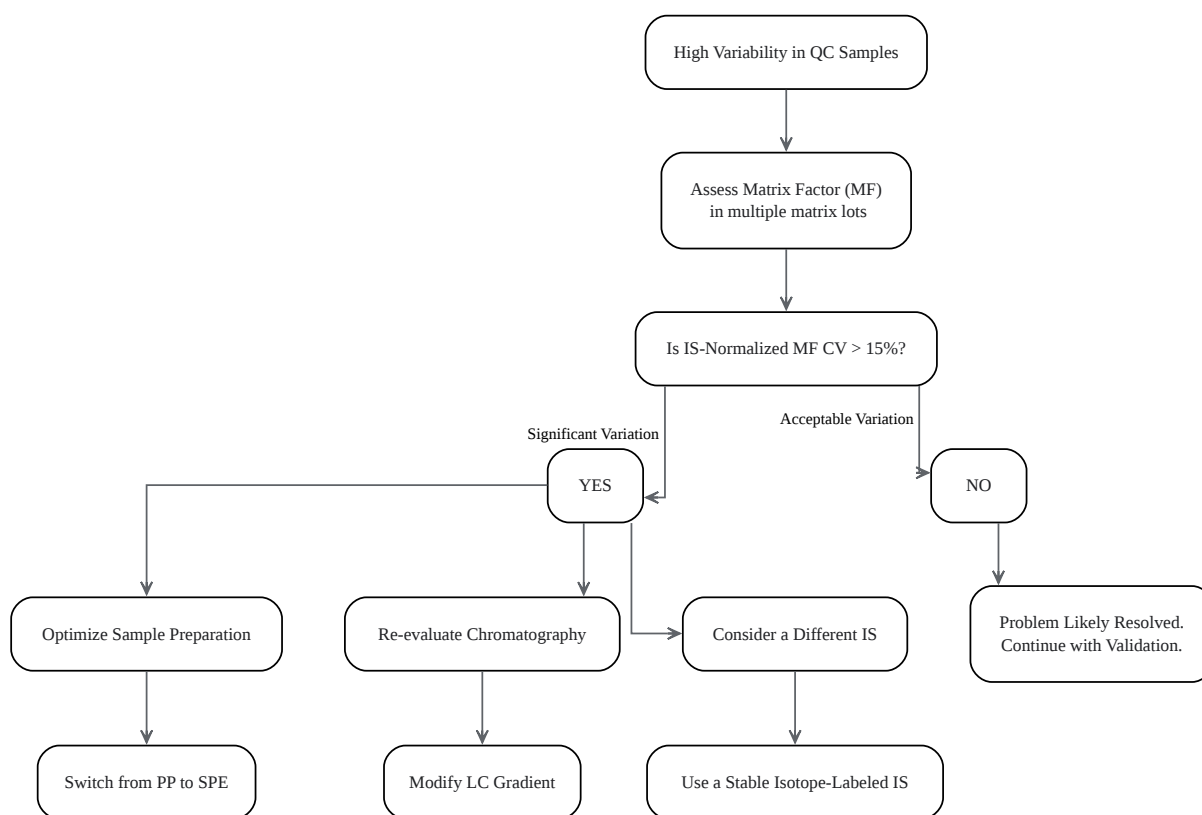 High Variability in QC Samples
Assess Matrix Factor (MF)
in multiple matrix lots
Is IS-Normalized MF CV > 15%?
Acceptable Variation
Significant Variation
YES
NO
Optimize Sample Preparation
Re-evaluate Chromatography
Consider a Different IS
Problem Likely Resolved.
Continue with Validation.
Switch from PP to SPE
Modify LC Gradient
Use a Stable Isotope-Labeled IS